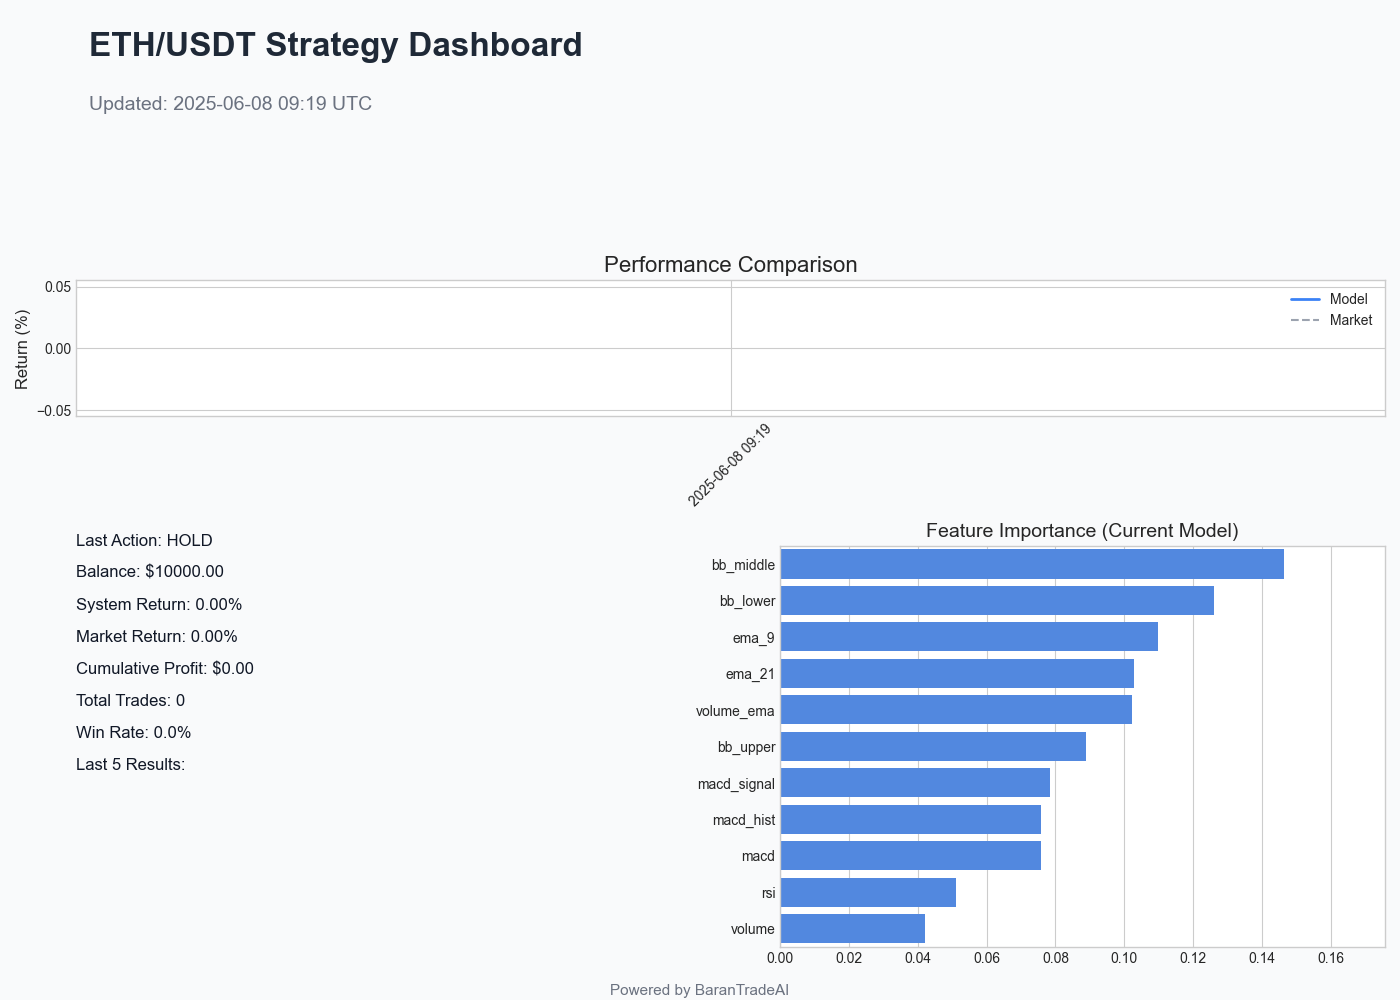 ETH/USDT Strategy Dashboard
Updated: 2025-06-08 09:19 UTC
Performance Comparison
Return (%)
0.05
0.00
−0.05
Model
Market
2025-06-08 09:19
Last Action: HOLD
Balance: $10000.00
System Return: 0.00%
Market Return: 0.00%
Cumulative Profit: $0.00
Total Trades: 0
Win Rate: 0.0%
Last 5 Results:
Feature Importance (Current Model)
bb_middle
bb_lower
ema_9
ema_21
volume_ema
bb_upper
macd_signal
macd_hist
macd
rsi
volume
0.00 0.02 0.04 0.06 0.08 0.10 0.12 0.14 0.16
Powered by BaranTradeAI